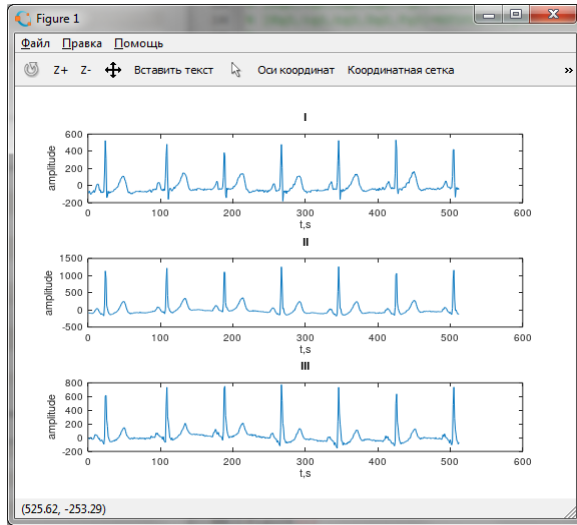 Figure 1
Файл Правка Помощь
Z+ Z- Вставить текст Оси координат Координатная сетка »
I
600
400
200
0
-200
amplitude
0 100 200 300 400 500 600
t,s
II
1500
1000
500
0
-500
amplitude
0 100 200 300 400 500 600
t,s
III
800
600
400
200
0
-200
amplitude
0 100 200 300 400 500 600
t,s
(525.62, -253.29)